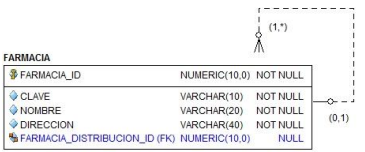 (1,*)
FARMACIA
FARMACIA_ID NUMERIC(10,0) NOT NULL
CLAVE VARCHAR(10) NOT NULL
NOMBRE VARCHAR(20) NOT NULL
DIRECCION VARCHAR(40) NOT NULL
FARMACIA_DISTRIBUCION_ID (FK) NUMERIC(10,0) NULL
(0,1)